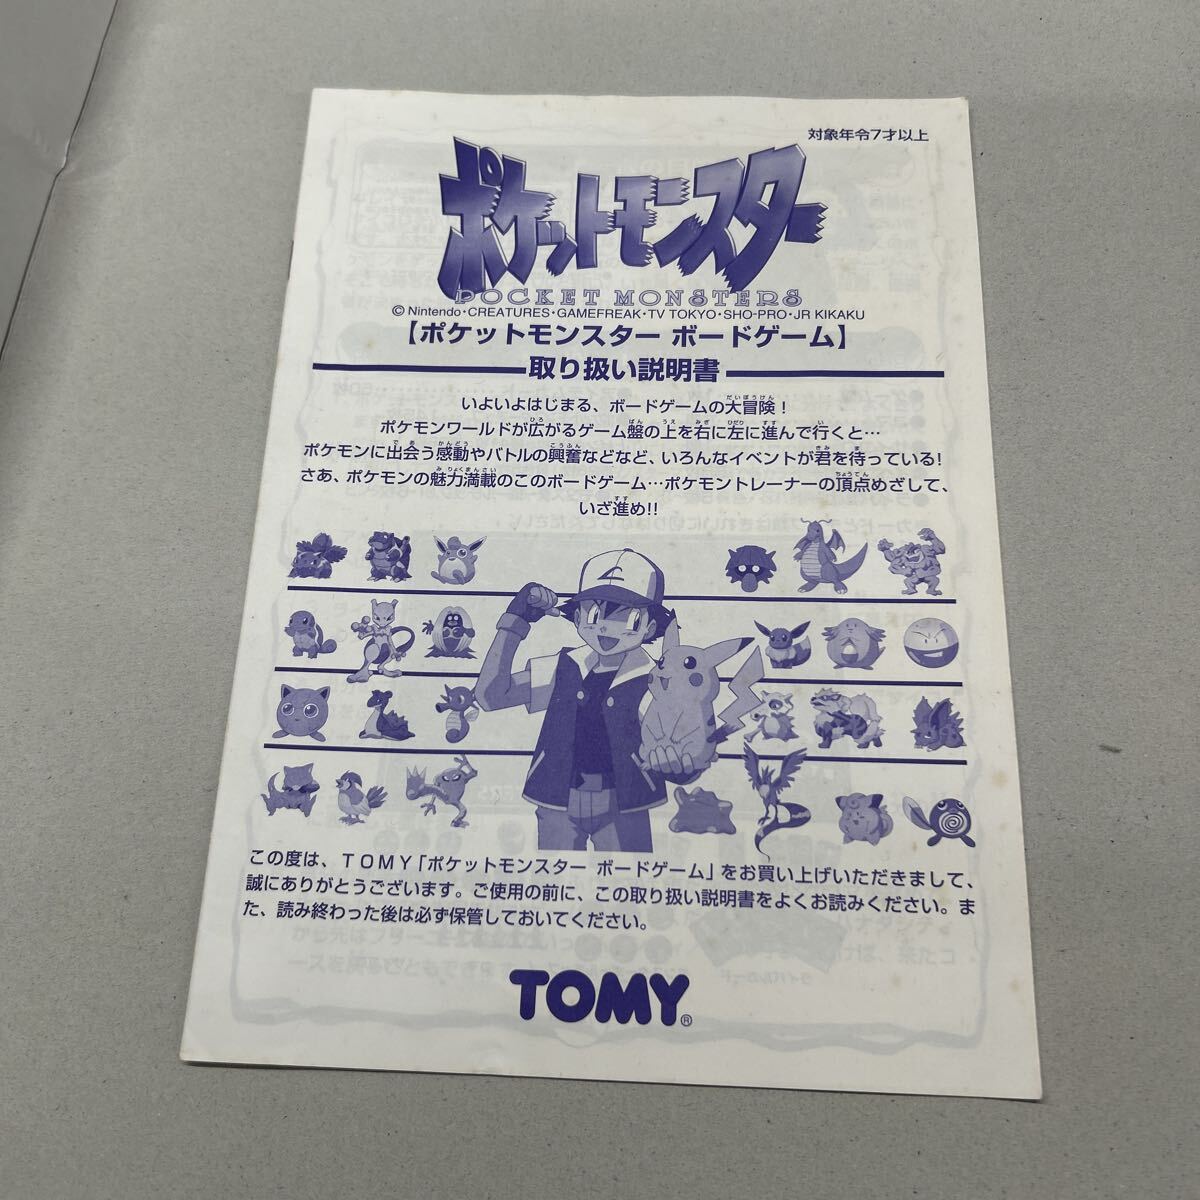 対象年令7才以上
ポケットモンスター
POCKET MONSTERS
© Nintendo・CREATURES・GAMEFREAK・TV TOKYO・SHO-PRO・JR KIKAKU
【ポケットモンスター ボードゲーム】
取り扱い説明書
いよいよはじまる、ボードゲームの大冒険！
ポケモンワールドが広がるゲーム盤の上を右に左に進んで行くと…
ポケモンに出会う感動やバトルの興奮などなど、いろんなイベントが君を待っている!
さあ、ポケモンの魅力満載のこのボードゲーム…ポケモントレーナーの頂点めざして、
いざ進め!!
この度は、TOMY「ポケットモンスター ボードゲーム」をお買い上げいただきまして、
誠にありがとうございます。ご使用の前に、この取り扱い説明書をよくお読みください。ま
た、読み終わった後は必ず保管しておいてください。
TOMY®